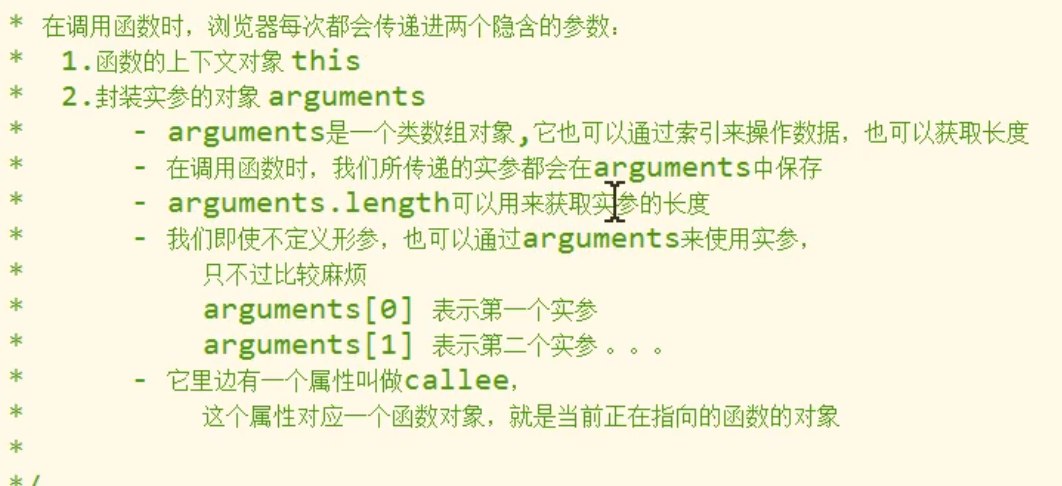 * 在调用函数时，浏览器每次都会传递进两个隐含的参数：
* 1.函数的上下文对象 this
* 2.封装实参的对象 arguments
* - arguments是一个类数组对象,它也可以通过索引来操作数据，也可以获取长度
* - 在调用函数时，我们所传递的实参都会在arguments中保存
* - arguments.length可以用来获取实参的长度
* - 我们即使不定义形参，也可以通过arguments来使用实参，
* 只不过比较麻烦
* arguments[0] 表示第一个实参
* arguments[1] 表示第二个实参 。。。
* - 它里边有一个属性叫做callee，
* 这个属性对应一个函数对象，就是当前正在指向的函数的对象
*
*/